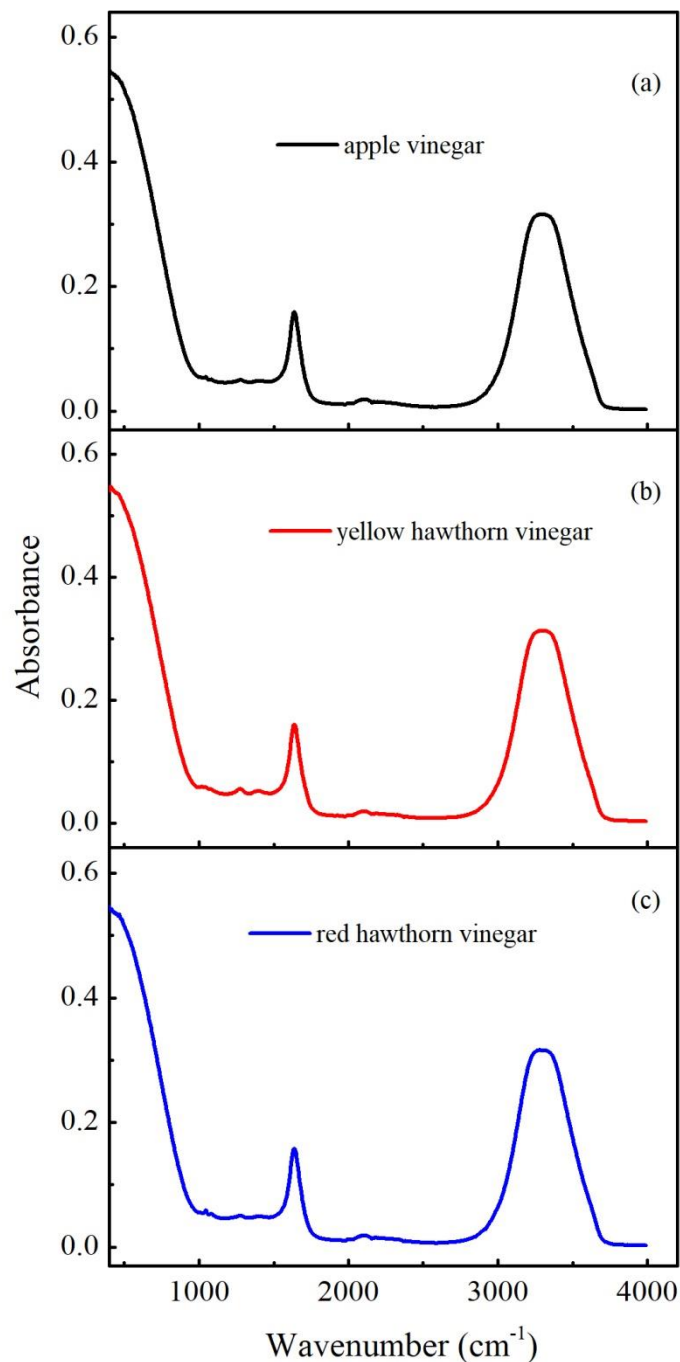 0.6
(a)
apple vinegar
0.4
0.2
0.0
0.6
(b)
yellow hawthorn vinegar
0.4
0.2
0.0
Absorbance
0.6
(c)
red hawthorn vinegar
0.4
0.2
0.0
1000 2000 3000 4000
Wavenumber (cm⁻¹)